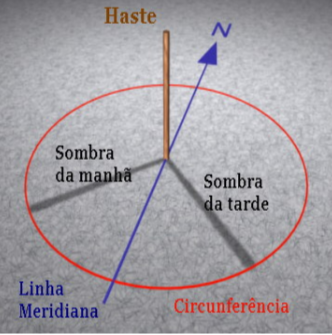 Haste
N
Sombra
da manhã
Sombra
da tarde
Linha
Meridiana
Circunferência